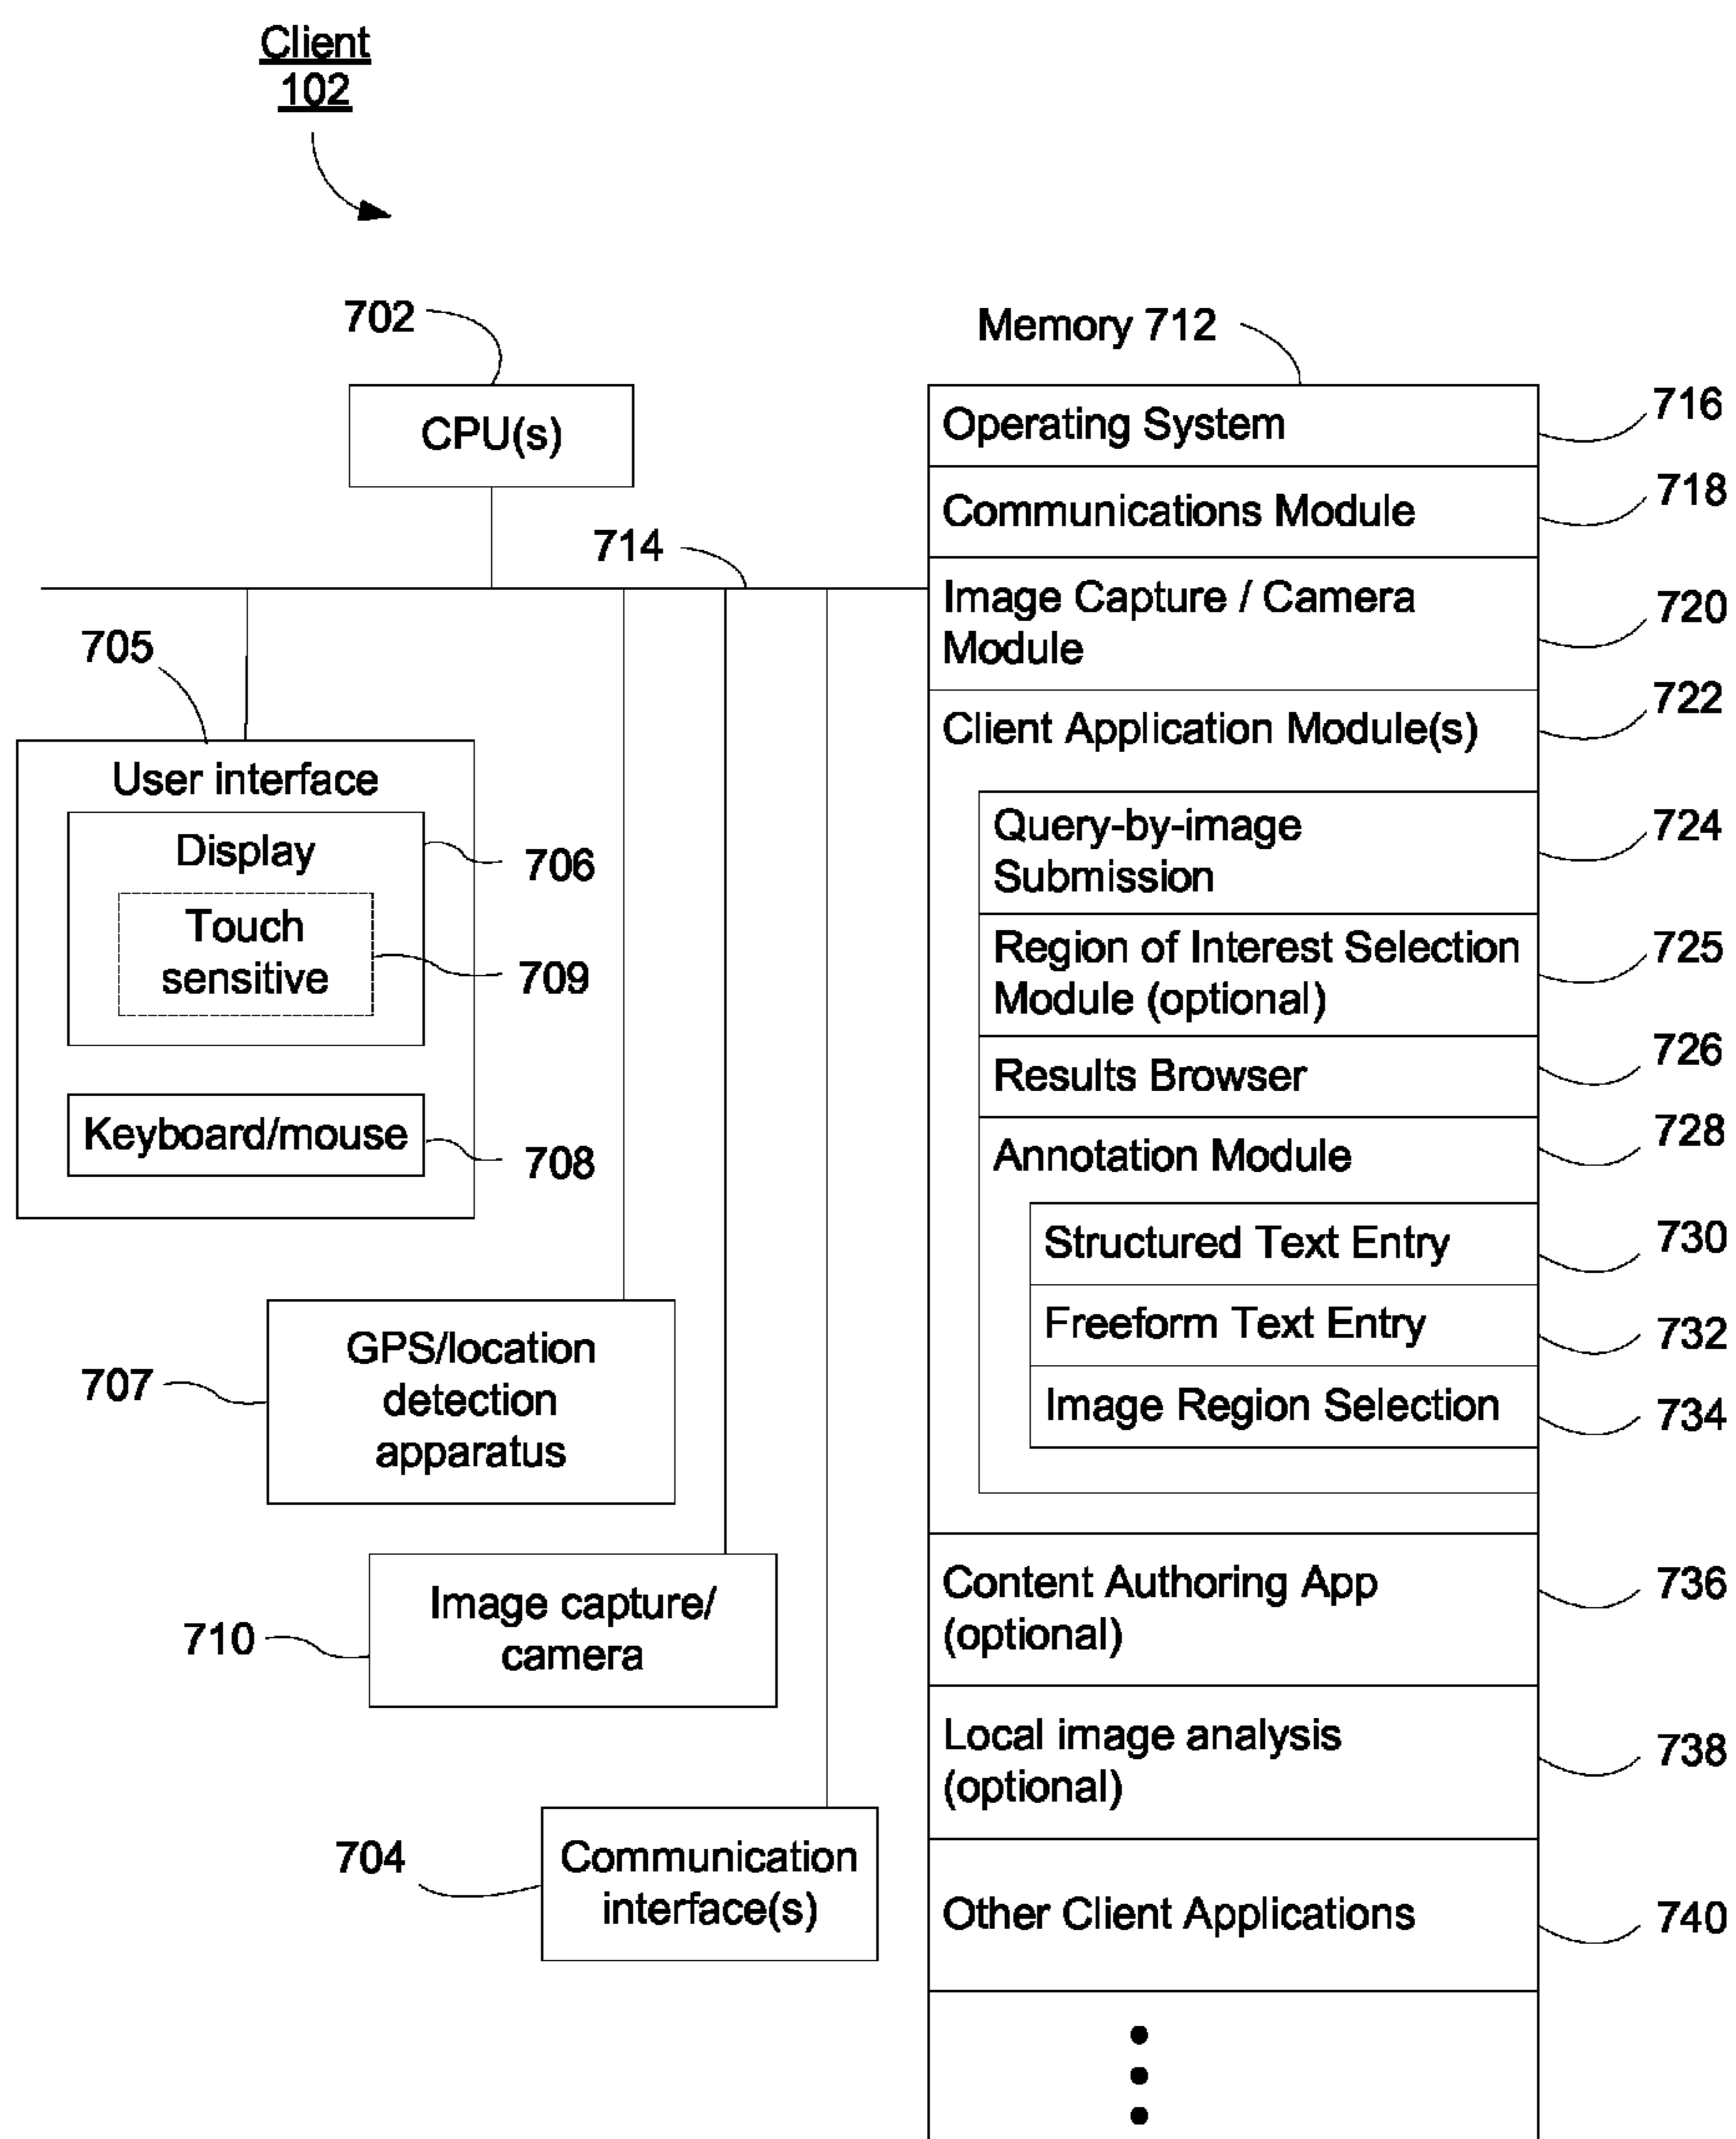 Client
102
702
CPU(s)
714
705
User interface
Display
706
Touch
sensitive
709
Keyboard/mouse
708
GPS/location
detection
apparatus
707
Image capture/
camera
710
Communication
interface(s)
704
Memory 712
Operating System
716
Communications Module
718
Image Capture / Camera
Module
720
Client Application Module(s)
722
Query-by-image
Submission
724
Region of Interest Selection
Module (optional)
725
Results Browser
726
Annotation Module
728
Structured Text Entry
730
Freeform Text Entry
732
Image Region Selection
734
Content Authoring App
(optional)
736
Local image analysis
(optional)
738
Other Client Applications
740